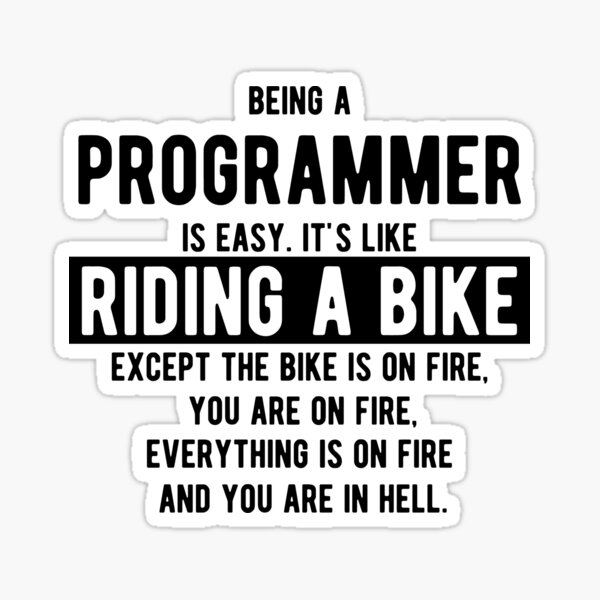 BEING A
PROGRAMMER
IS EASY. IT'S LIKE
RIDING A BIKE
EXCEPT THE BIKE IS ON FIRE,
YOU ARE ON FIRE,
EVERYTHING IS ON FIRE
AND YOU ARE IN HELL.